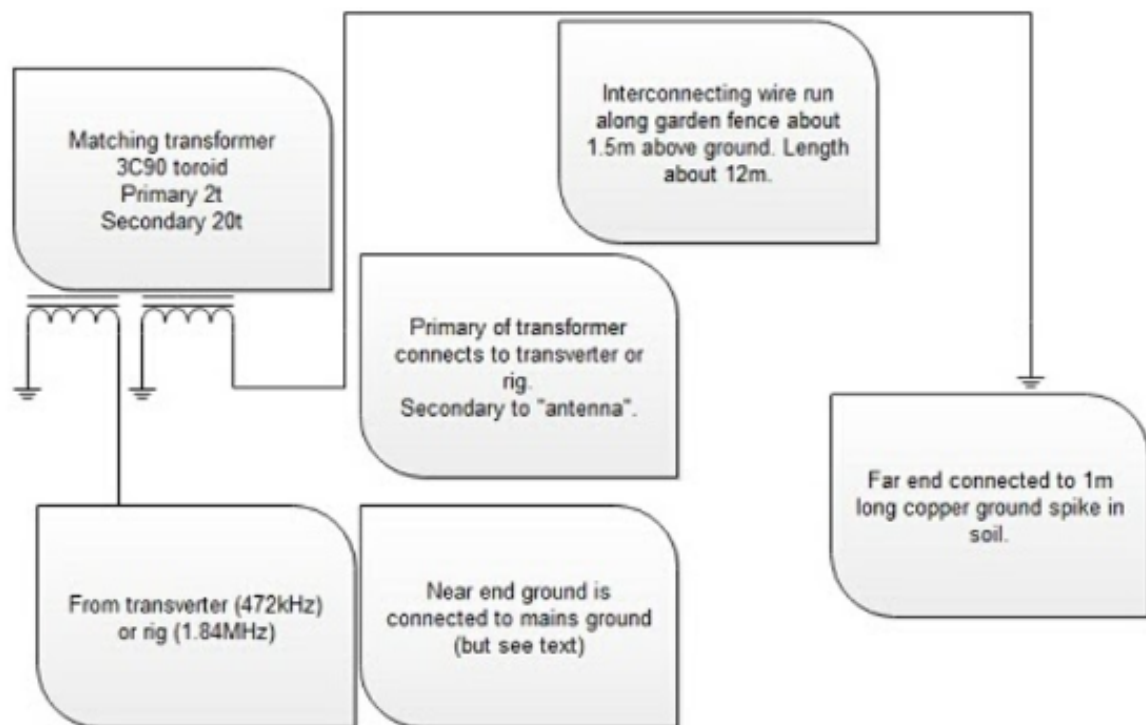 Matching transformer
3C90 toroid
Primary 2t
Secondary 20t
Interconnecting wire run
along garden fence about
1.5m above ground. Length
about 12m.
Primary of transformer
connects to transverter or
rig.
Secondary to "antenna".
Far end connected to 1m
long copper ground spike in
soil.
From transverter (472kHz)
or rig (1.84MHz)
Near end ground is
connected to mains ground
(but see text)